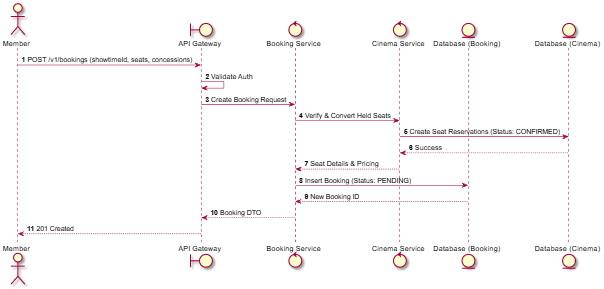 Member API Gateway Booking Service Cinema Service Database (Booking) Database (Cinema)
1 POST /v1/bookings (showtimeId, seats, concessions)
2 Validate Auth
3 Create Booking Request
4 Verify & Convert Held Seats
5 Create Seat Reservations (Status: CONFIRMED)
6 Success
7 Seat Details & Pricing
8 Insert Booking (Status: PENDING)
9 New Booking ID
10 Booking DTO
11 201 Created
Member API Gateway Booking Service Cinema Service Database (Booking) Database (Cinema)